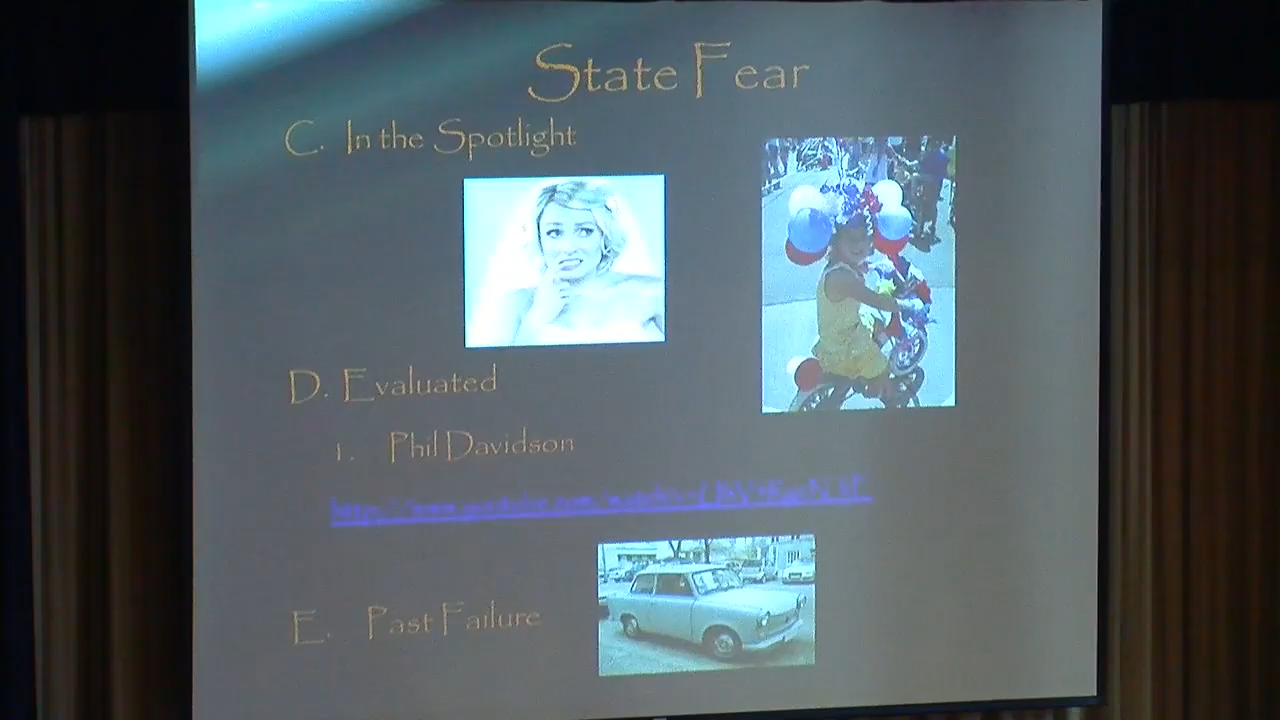 State Fear
C. In the Spotlight
D. Evaluated
1. Phil Davidson
E. Past Failure